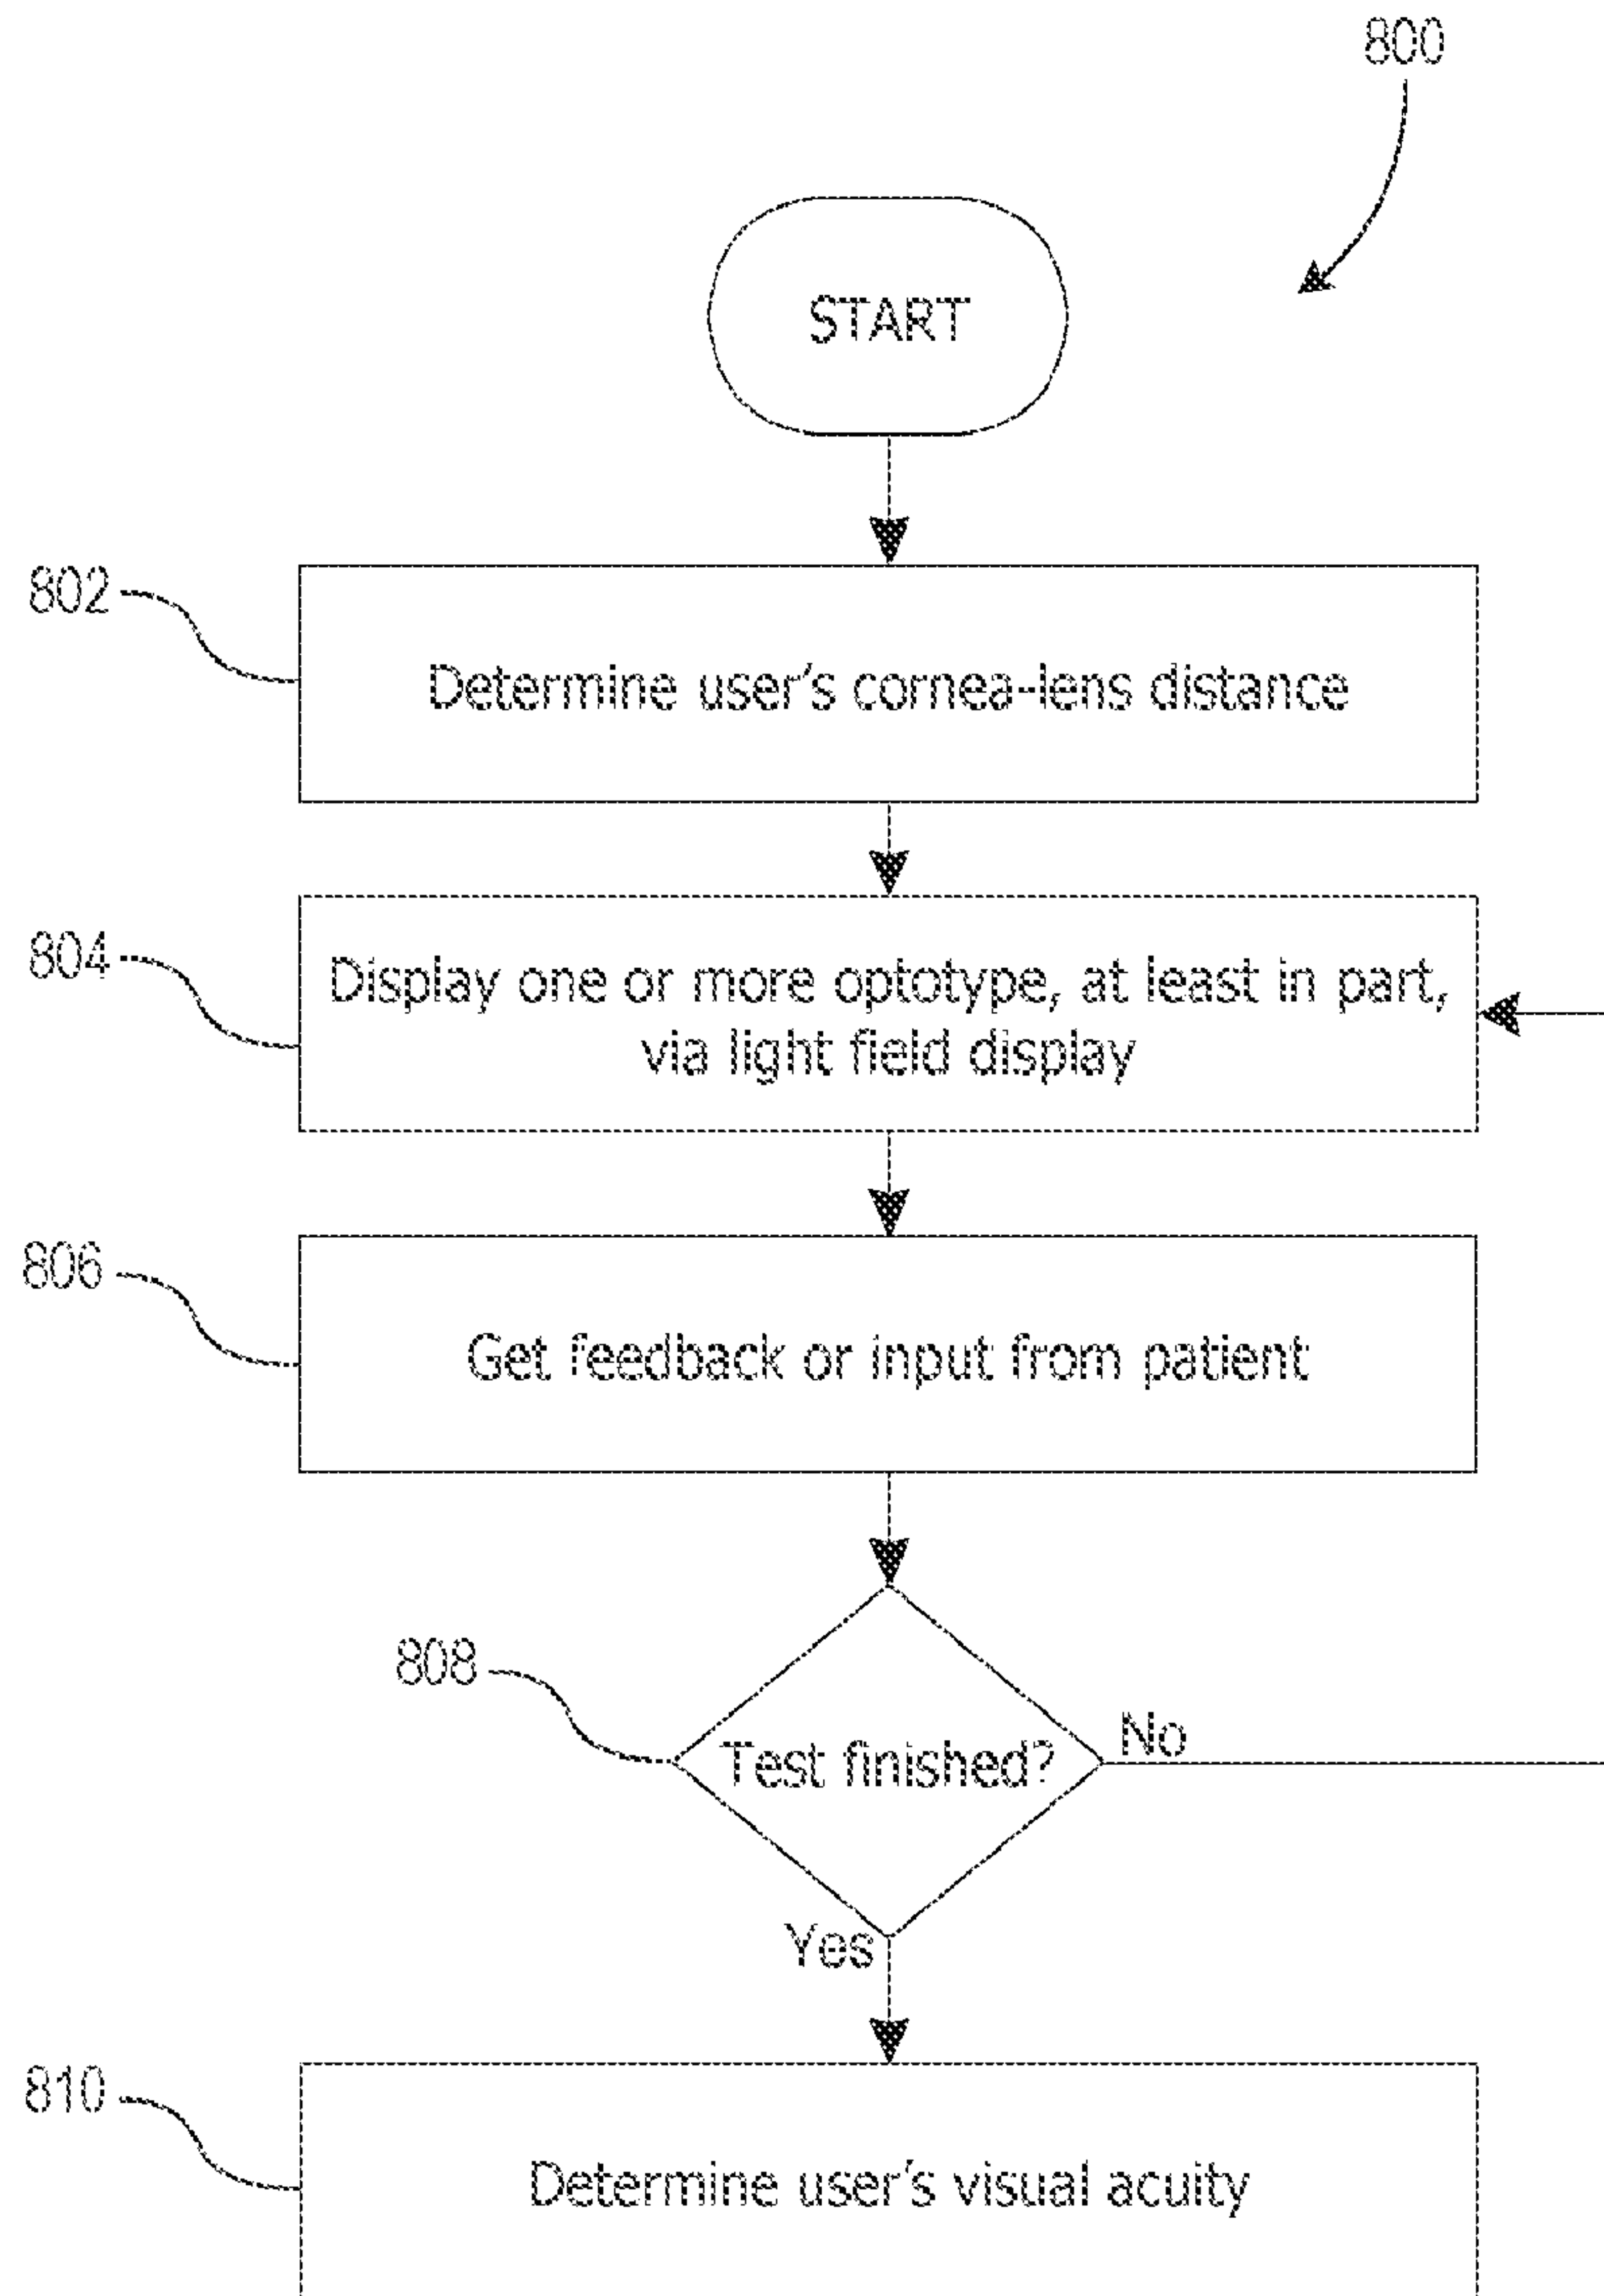 800
START
802
Determine user's cornea-lens distance
804
Display one or more optotype, at least in part,
via light field display
806
Get feedback or input from patient
808
Test finished?
No
Yes
810
Determine user's visual acuity